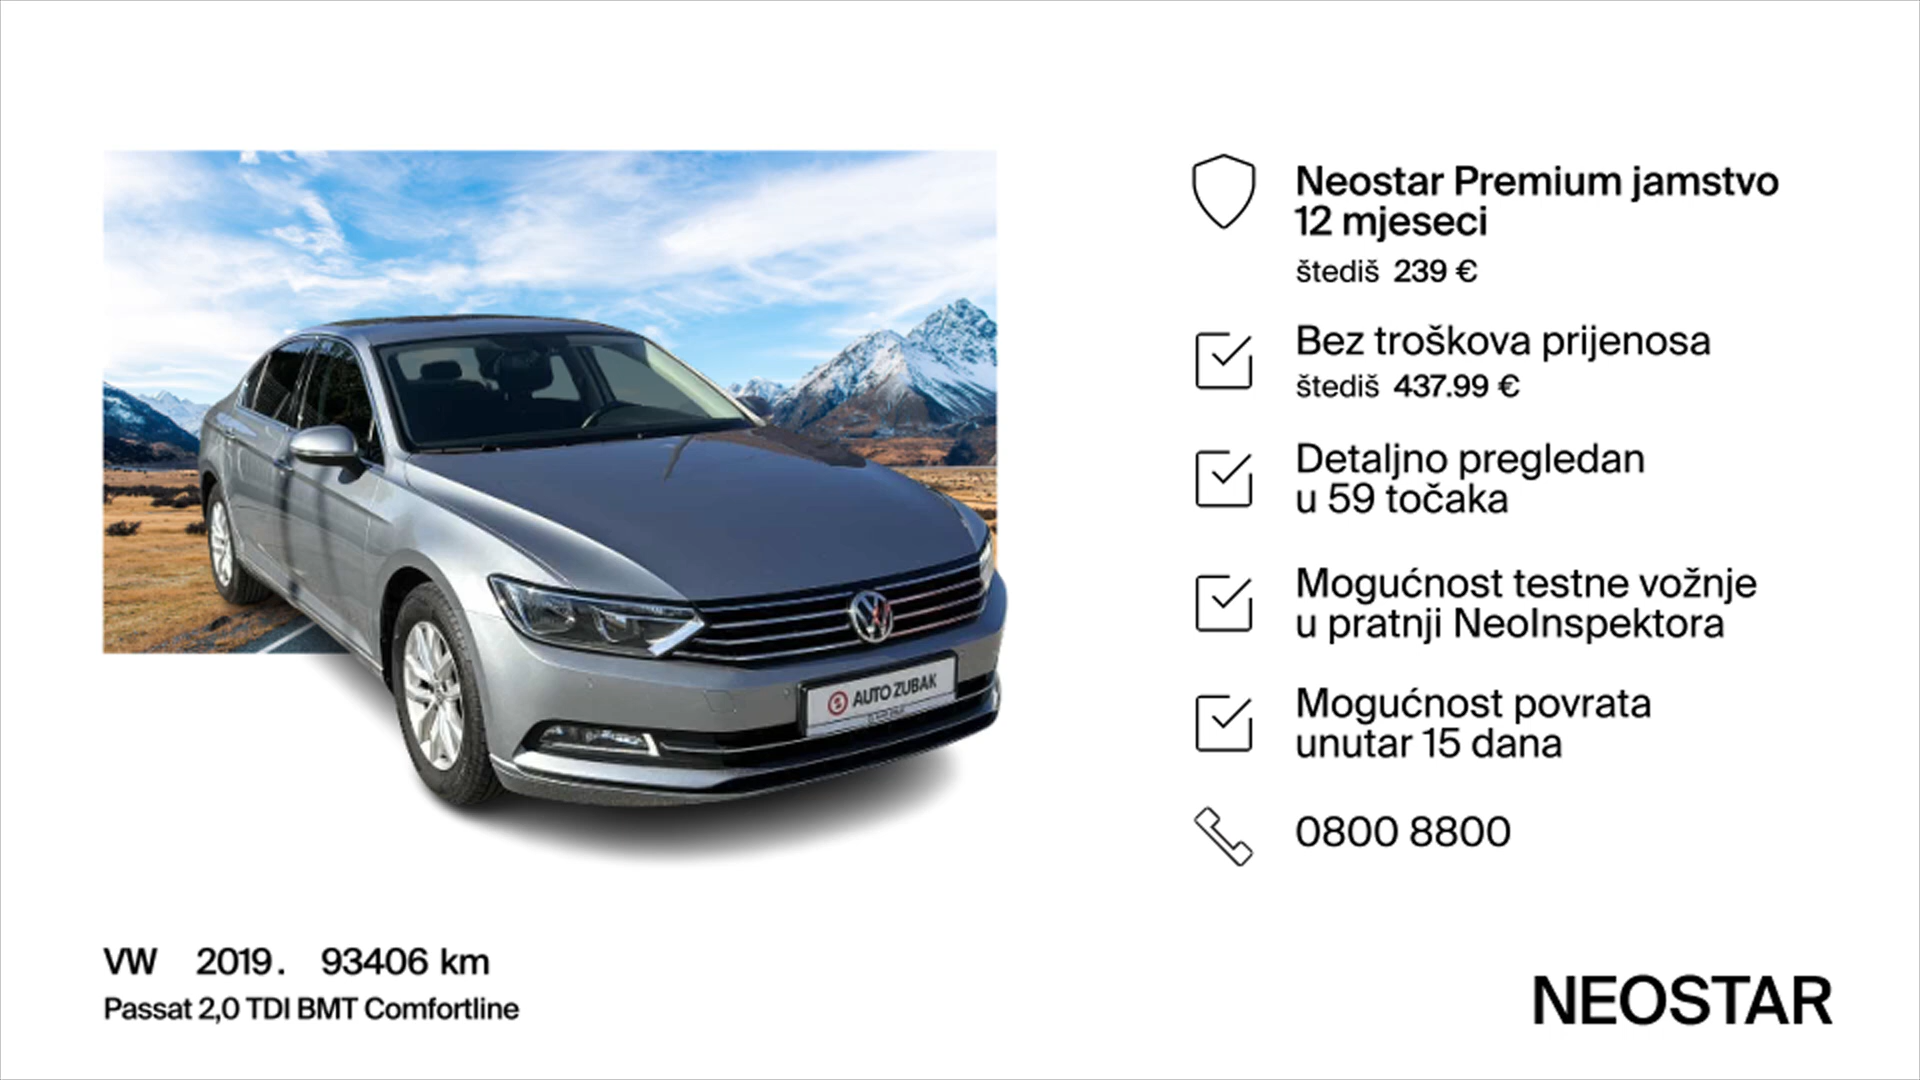 Neostar Premium jamstvo
12 mjeseci
štediš 239 €
Bez troškova prijenosa
štediš 437.99 €
Detaljno pregledan
u 59 točaka
Mogućnost testne vožnje
u pratnji NeoInspektora
Mogućnost povrata
unutar 15 dana
0800 8800
AUTO ZUBAK
VW 2019. 93406 km
Passat 2,0 TDI BMT Comfortline
NEOSTAR